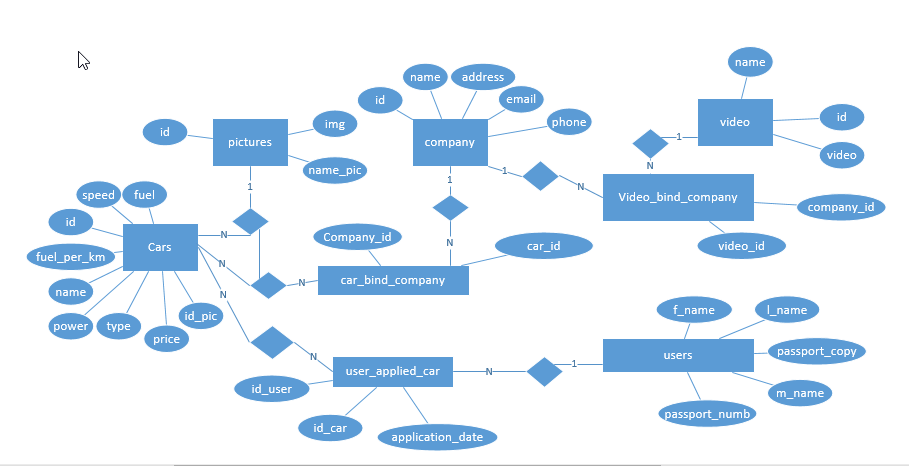 name
name
address
id
email
phone
video
id
video
id
img
pictures
name_pic
company
1
1
1
1
N
N
N
Video_bind_company
company_id
video_id
speed
fuel
id
Cars
N
N
N
N
fuel_per_km
name
power
type
price
id_pic
Company_id
car_id
car_bind_company
f_name
l_name
users
passport_copy
m_name
passport_numb
N
user_applied_car
N
1
id_user
id_car
application_date